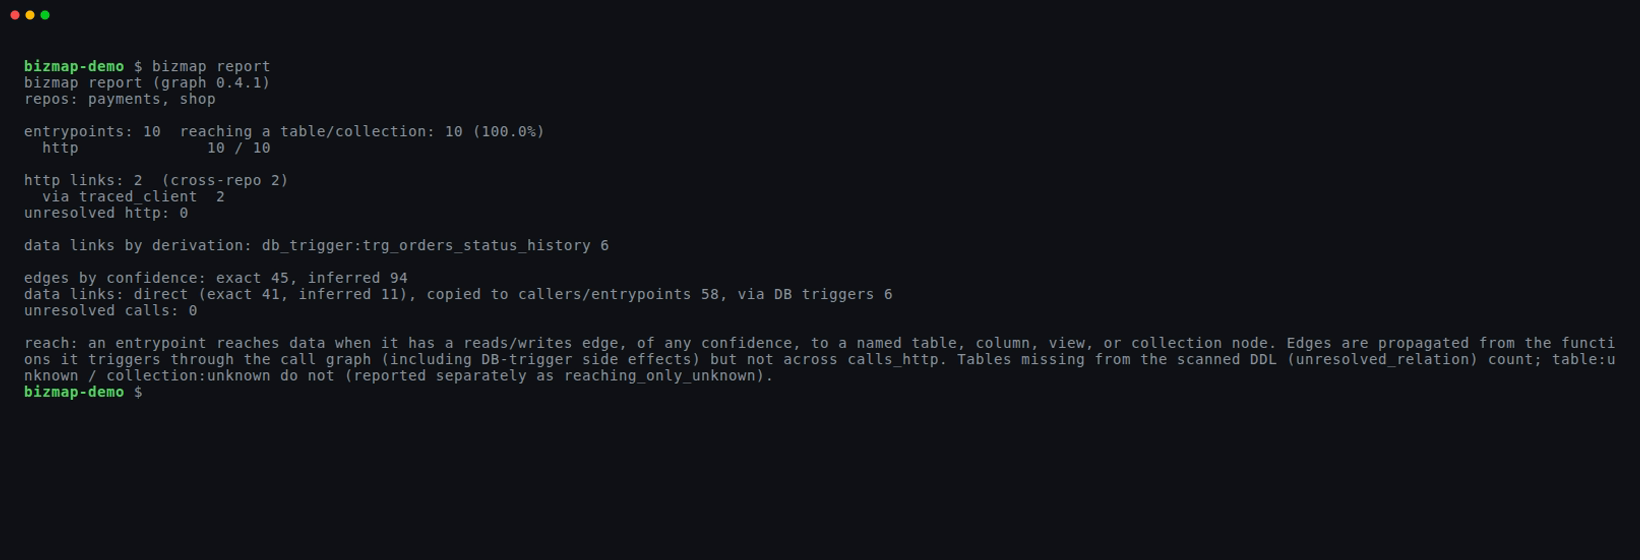 bizmap-demo $ bizmap report
bizmap report (graph 0.4.1)
repos: payments, shop
entrypoints: 10  reaching a table/collection: 10 (100.0%)
  http              10 / 10
http links: 2  (cross-repo 2)
  via traced_client  2
unresolved http: 0
data links by derivation: db_trigger:trg_orders_status_history 6
edges by confidence: exact 45, inferred 94
data links: direct (exact 41, inferred 11), copied to callers/entrypoints 58, via DB triggers 6
unresolved calls: 0
reach: an entrypoint reaches data when it has a reads/writes edge, of any confidence, to a named table, column, view, or collection node. Edges are propagated from the functi
ons it triggers through the call graph (including DB-trigger side effects) but not across calls_http. Tables missing from the scanned DDL (unresolved_relation) count; table:u
nknown / collection:unknown do not (reported separately as reaching_only_unknown).
bizmap-demo $